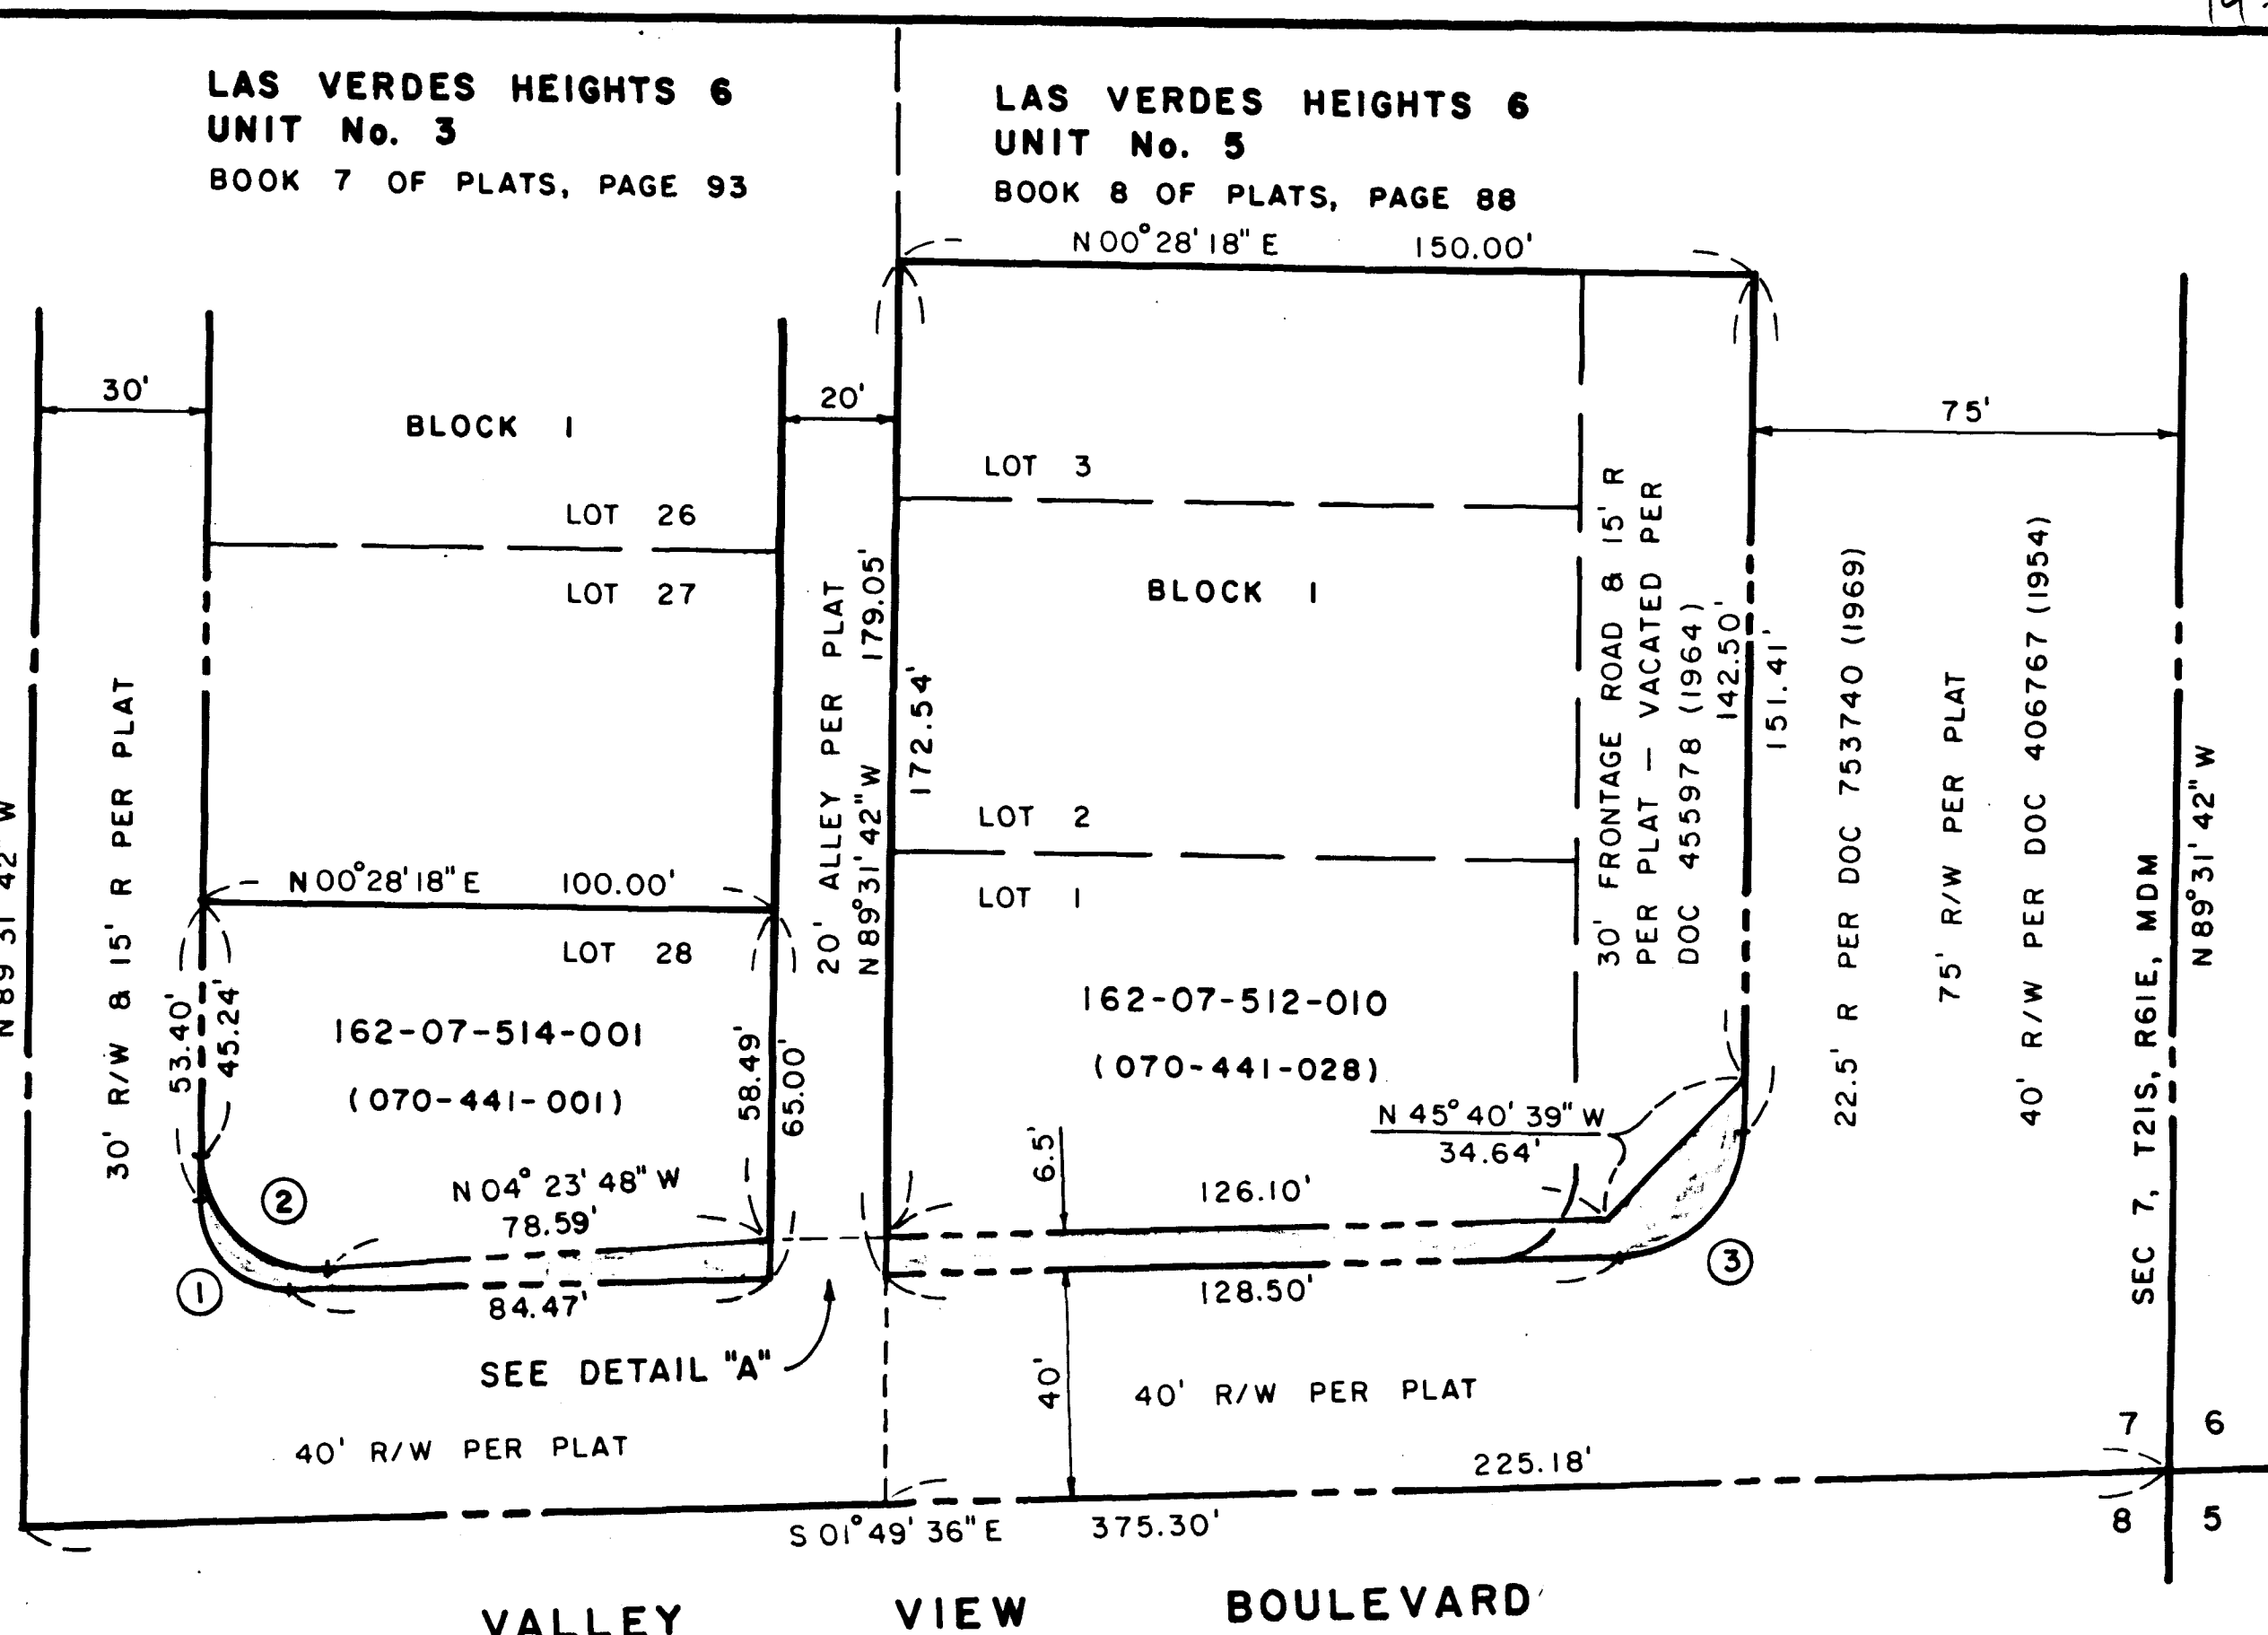 LAS VERDES HEIGHTS 6
UNIT No. 3
BOOK 7 OF PLATS, PAGE 93
LAS VERDES HEIGHTS 6
UNIT No. 5
BOOK 8 OF PLATS, PAGE 88
N 00° 28' 18" E 150.00'
30'
BLOCK 1
20'
75'
LOT 3
LOT 26
LOT 27
BLOCK 1
30' R/W & 15' R PER PLAT
20' ALLEY PER PLAT
N 89° 31' 42" W 179.05'
172.54'
30' FRONTAGE ROAD & 15' R
PER PLAT — VACATED PER
DOC 455978 (1964)
142.50'
151.41'
22.5' R PER DOC 753740 (1969)
75' R/W PER PLAT
40' R/W PER DOC 406767 (1954)
SEC 7, T21S, R61E, MDM
N 89° 31' 42" W
N 89 31 42" W
LOT 2
LOT 1
N 00° 28' 18" E 100.00'
LOT 28
53.40'
45.24'
162-07-514-001
(070-441-001)
58.49'
65.00'
162-07-512-010
(070-441-028)
N 45° 40' 39" W
34.64'
6.5'
126.10'
N 04° 23' 48" W
78.59'
2
1
3
84.47'
128.50'
SEE DETAIL "A"
40'
40' R/W PER PLAT
40' R/W PER PLAT
225.18'
7 6
8 5
S 01° 49' 36" E 375.30'
VALLEY VIEW BOULEVARD